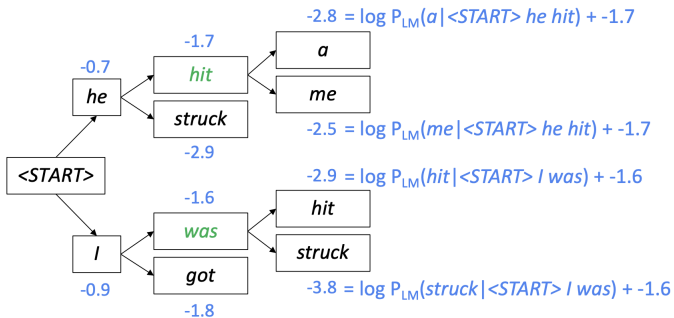 -2.8 = log P_LM(a|<START> he hit) + -1.7
-1.7
a
-0.7
hit
he
me
struck
-2.5 = log P_LM(me|<START> he hit) + -1.7
-2.9
<START>
-2.9 = log P_LM(hit|<START> I was) + -1.6
-1.6
hit
was
I
struck
got
-0.9
-3.8 = log P_LM(struck|<START> I was) + -1.6
-1.8